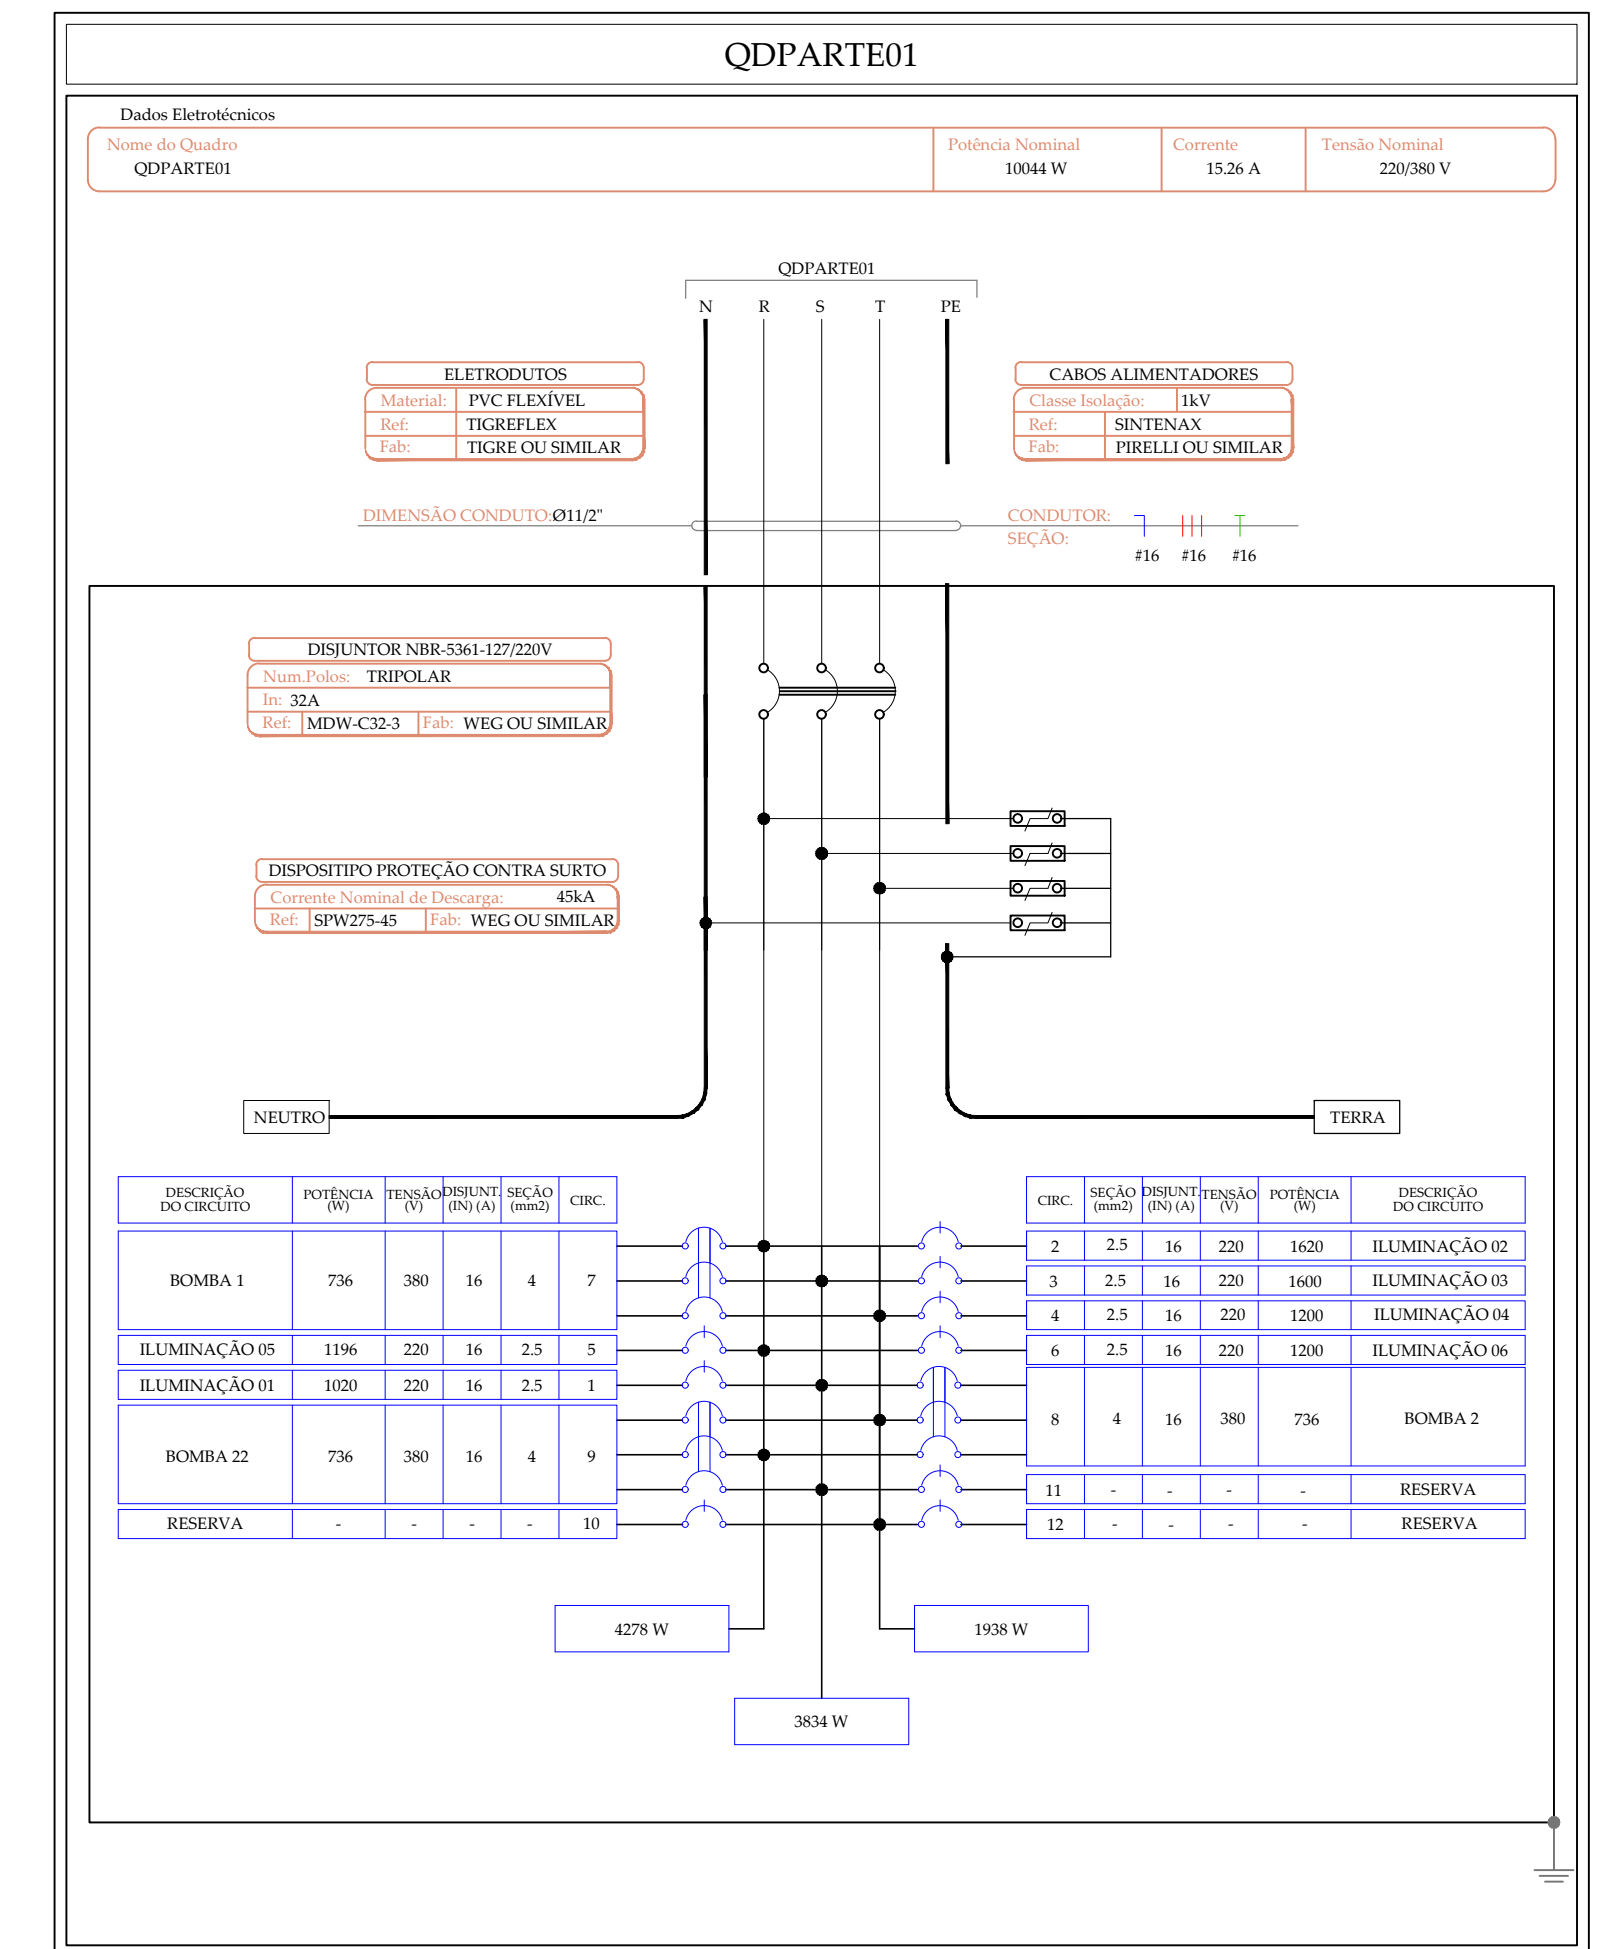 QDPARTE01
Dados Eletrotécnicos
Nome do Quadro Potência Nominal Corrente Tensão Nominal
QDPARTE01 10044 W 15.26 A 220/380 V
QDPARTE01
N R S T PE
ELETRODUTOS
Material: PVC FLEXÍVEL
Ref: TIGREFLEX
Fab: TIGRE OU SIMILAR
CABOS ALIMENTADORES
Classe Isolação: 1kV
Ref: SINTENAX
Fab: PIRELLI OU SIMILAR
DIMENSÃO CONDUTO:Ø11/2"
CONDUTOR:
SEÇÃO:
#16 #16 #16
DISJUNTOR NBR-5361-127/220V
Num.Polos: TRIPOLAR
In: 32A
Ref: MDW-C32-3 Fab: WEG OU SIMILAR
DISPOSITIPO PROTEÇÃO CONTRA SURTO
Corrente Nominal de Descarga: 45kA
Ref: SPW275-45 Fab: WEG OU SIMILAR
NEUTRO
TERRA
DESCRIÇÃO DO CIRCUITO POTÊNCIA (W) TENSÃO (V) DISJUNT. (IN) (A) SEÇÃO (mm2) CIRC.
BOMBA 1 736 380 16 4 7
ILUMINAÇÃO 05 1196 220 16 2.5 5
ILUMINAÇÃO 01 1020 220 16 2.5 1
BOMBA 22 736 380 16 4 9
RESERVA - - - - 10
CIRC. SEÇÃO (mm2) DISJUNT. (IN) (A) TENSÃO (V) POTÊNCIA (W) DESCRIÇÃO DO CIRCUITO
2 2.5 16 220 1620 ILUMINAÇÃO 02
3 2.5 16 220 1600 ILUMINAÇÃO 03
4 2.5 16 220 1200 ILUMINAÇÃO 04
6 2.5 16 220 1200 ILUMINAÇÃO 06
8 4 16 380 736 BOMBA 2
11 - - - - RESERVA
12 - - - - RESERVA
4278 W
1938 W
3834 W